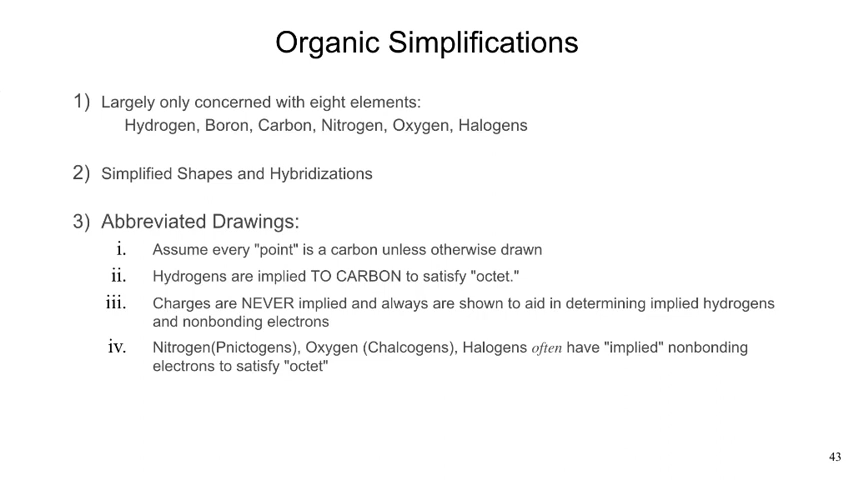 Organic Simplifications
1) Largely only concerned with eight elements:
Hydrogen, Boron, Carbon, Nitrogen, Oxygen, Halogens
2) Simplified Shapes and Hybridizations
3) Abbreviated Drawings:
i. Assume every "point" is a carbon unless otherwise drawn
ii. Hydrogens are implied TO CARBON to satisfy "octet."
iii. Charges are NEVER implied and always are shown to aid in determining implied hydrogens
and nonbonding electrons
iv. Nitrogen(Pnictogens), Oxygen (Chalcogens), Halogens often have "implied" nonbonding
electrons to satisfy "octet"
43